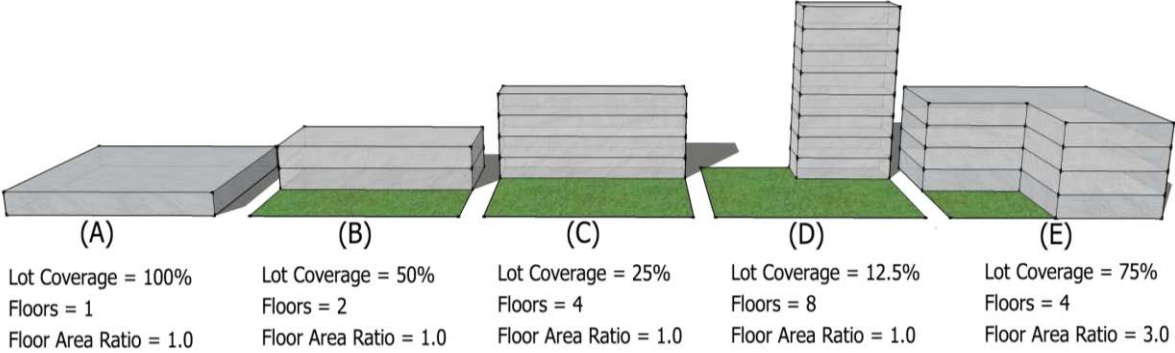 (A)
Lot Coverage = 100%
Floors = 1
Floor Area Ratio = 1.0
(B)
Lot Coverage = 50%
Floors = 2
Floor Area Ratio = 1.0
(C)
Lot Coverage = 25%
Floors = 4
Floor Area Ratio = 1.0
(D)
Lot Coverage = 12.5%
Floors = 8
Floor Area Ratio = 1.0
(E)
Lot Coverage = 75%
Floors = 4
Floor Area Ratio = 3.0